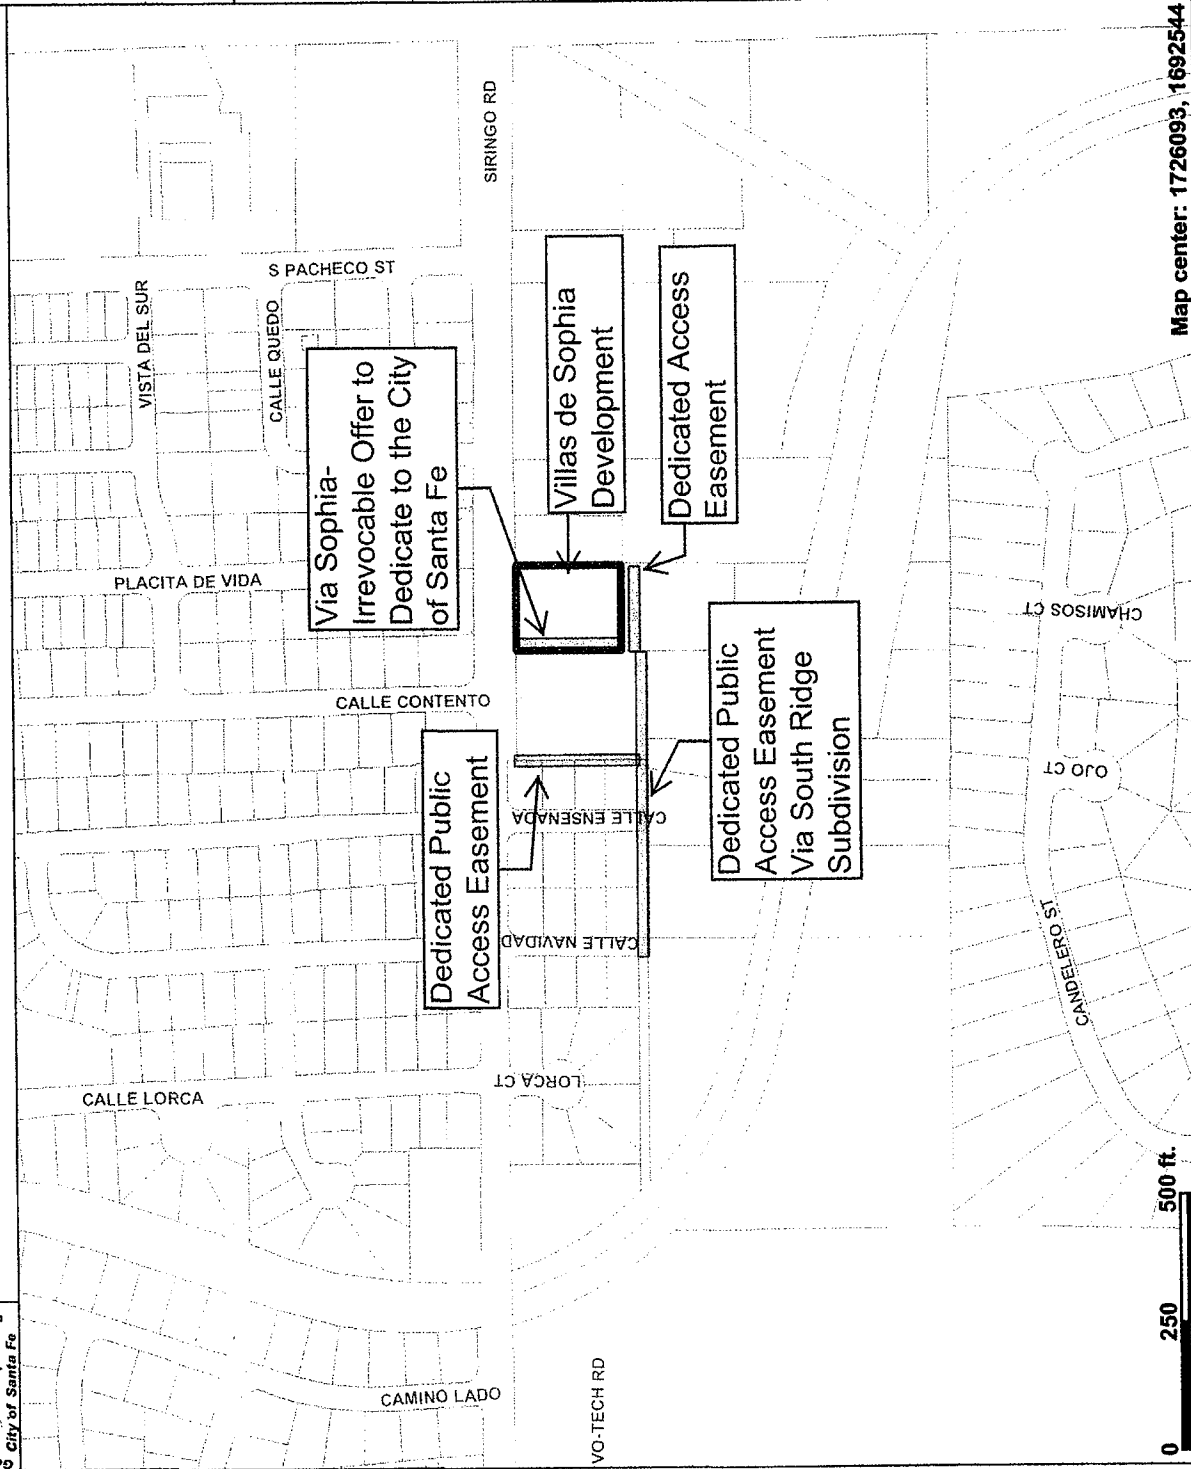 City of Santa Fe
VISTA DEL SUR
CALLE QUEDO
S PACHECO ST
SIRINGO RD
PLACITA DE VIDA
Via Sophia-
Irrevocable Offer to
Dedicate to the City
of Santa Fe
Villas de Sophia
Development
Dedicated Access
Easement
CALLE CONTENTO
Dedicated Public
Access Easement
CALLE ENSENADA
CALLE NAVIDAD
Dedicated Public
Access Easement
Via South Ridge
Subdivision
CALLE LORCA
LORCA CT
CAMINO LADO
VO-TECH RD
CHAMISOS CT
OJO CT
CANDELERO ST
0 250 500 ft.
Map center: 1726093, 1692544